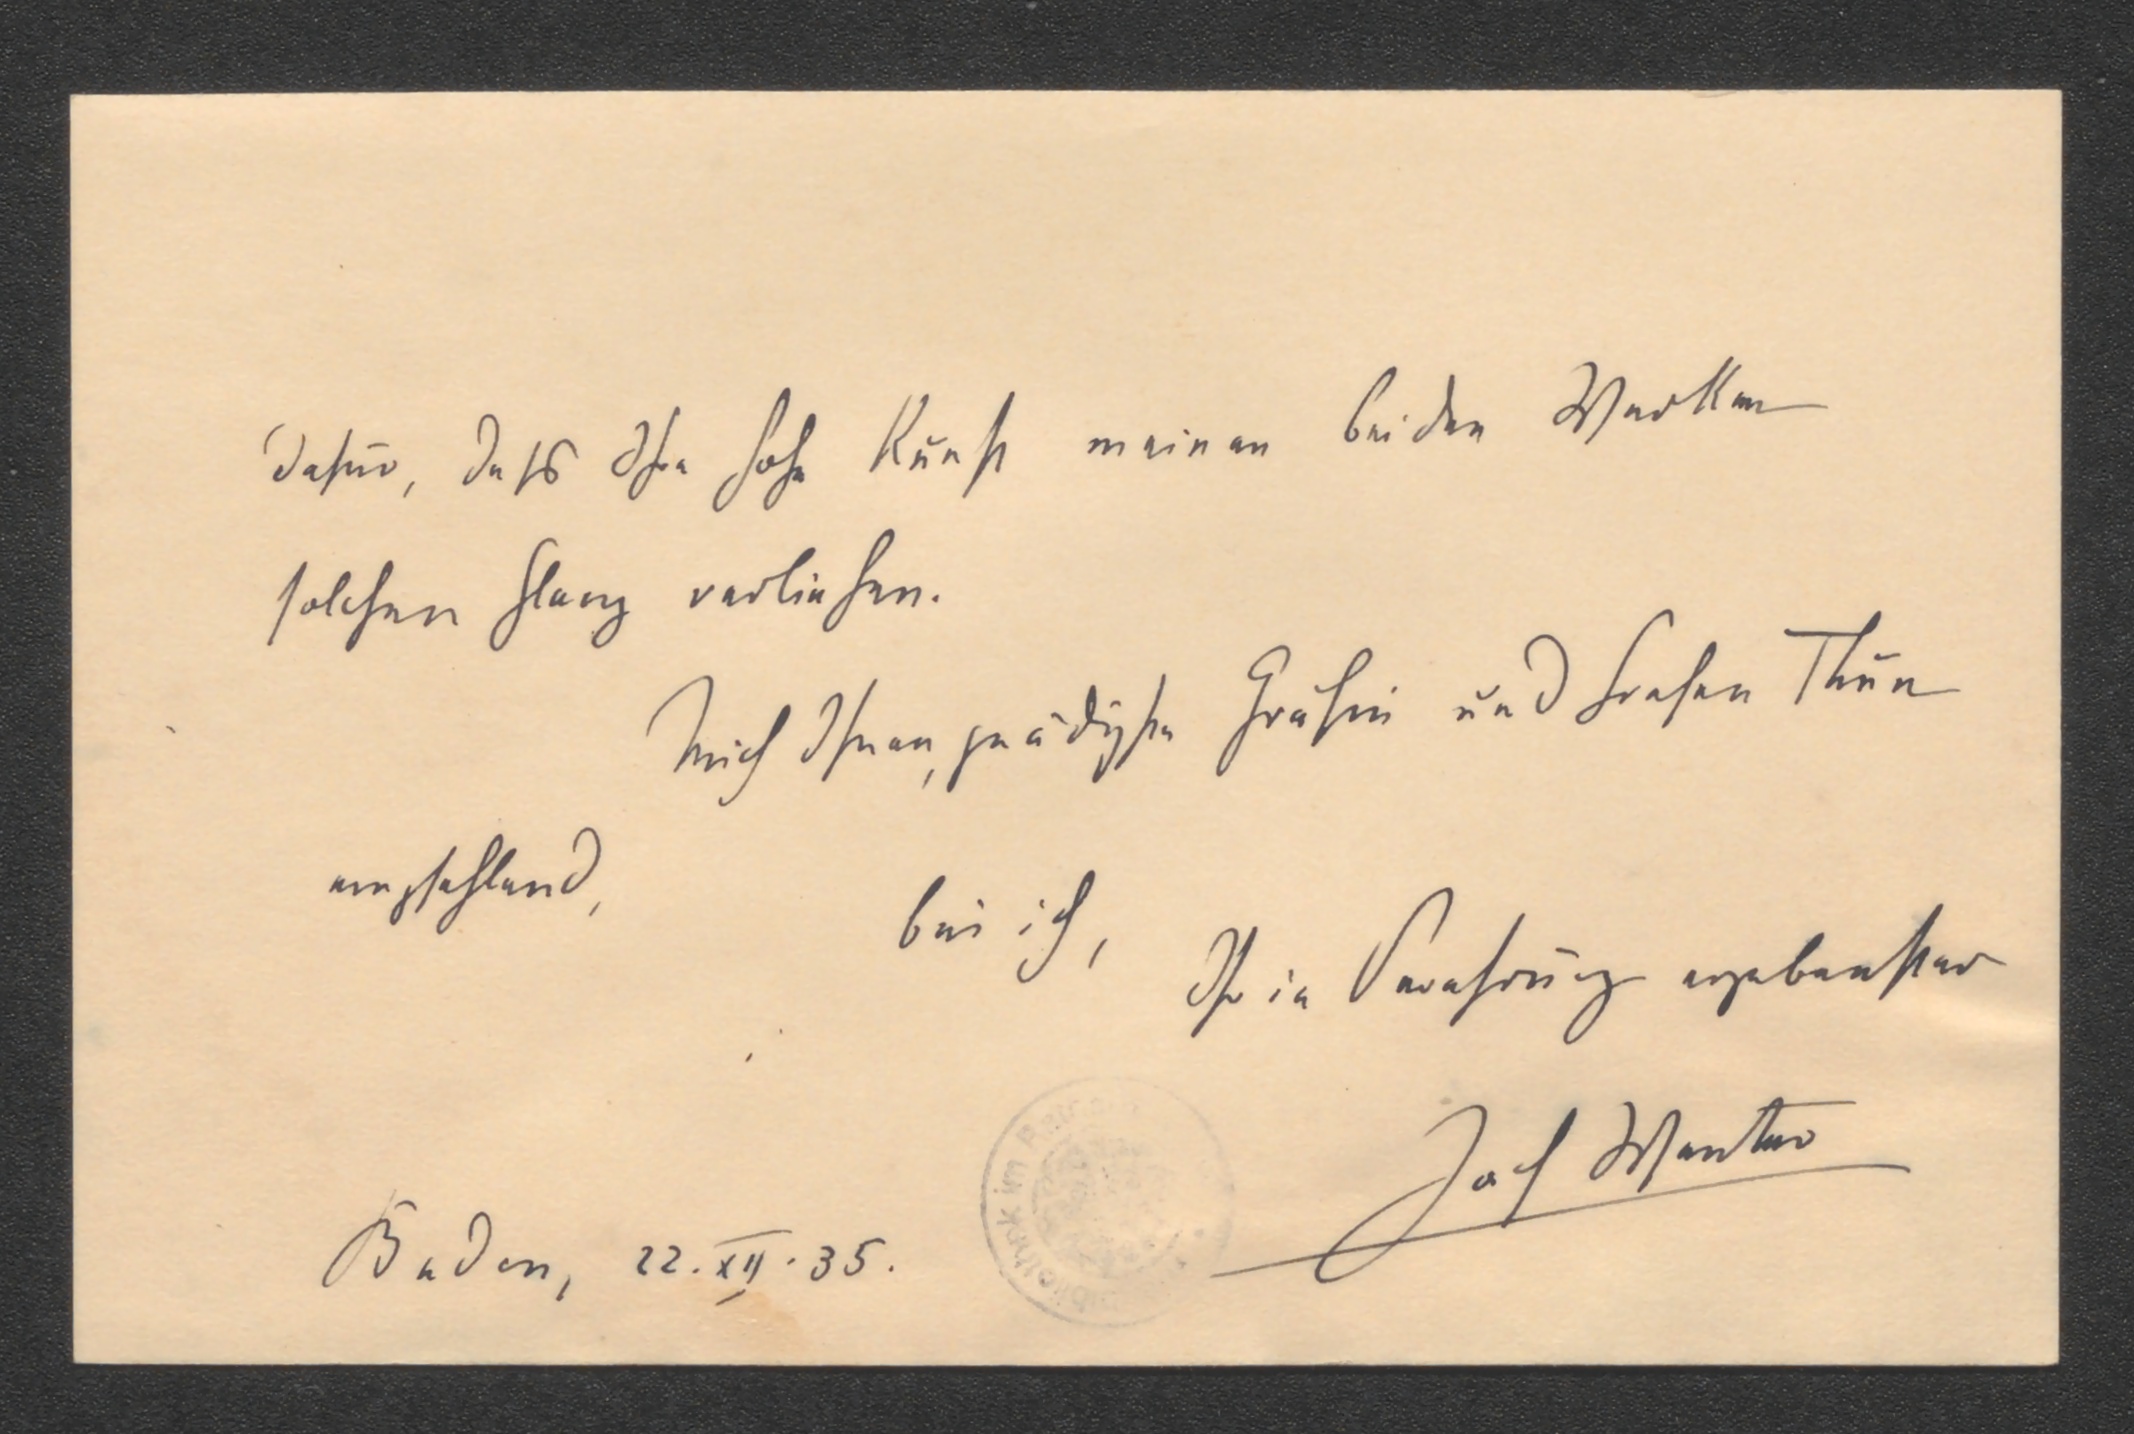 dafür, daß Ihre hohe Kunst meinen beiden Werken
solchen Glanz verliehen.
Mich Ihnen, gnädigste Gräfin und Grafen Thun
empfehlend,
bin ich,
Ihr in Verehrung ergebenster
Josef Wenter
Baden, 22.XII.35.